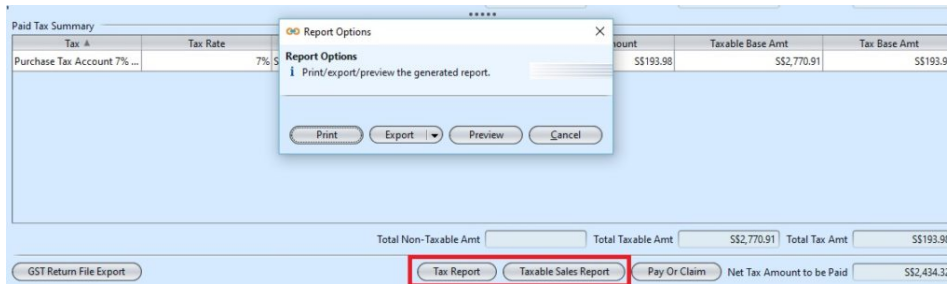 Paid Tax Summary
Report Options
Tax Tax Rate ount Taxable Base Amt Tax Base Amt
Report Options
Purchase Tax Account 7% ... 7% S S$193.98 S$2,770.91 S$193.9
Print/export/preview the generated report.
Print Export Preview Cancel
Total Non-Taxable Amt Total Taxable Amt S$2,770.91 Total Tax Amt S$193.98
GST Return File Export Tax Report Taxable Sales Report Pay Or Claim Net Tax Amount to be Paid S$2,434.32